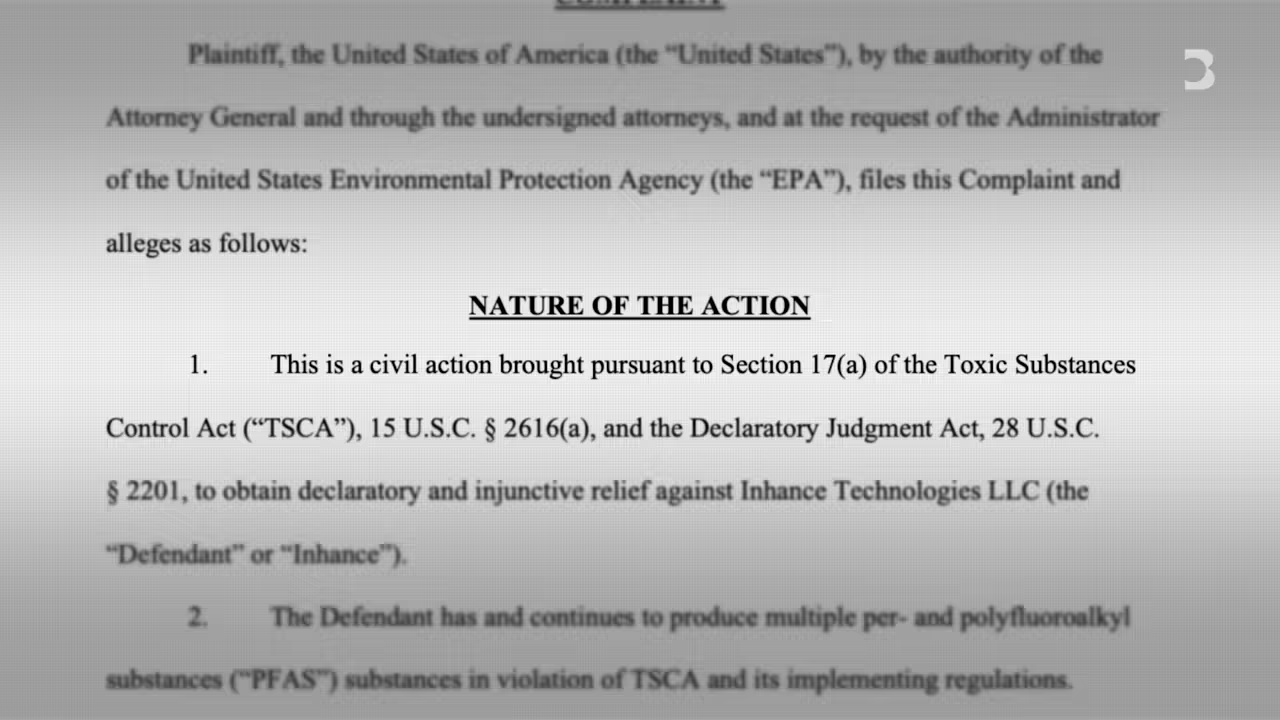 COMPLAINT
Plaintiff, the United States of America (the “United States”), by the authority of the
Attorney General and through the undersigned attorneys, and at the request of the Administrator
of the United States Environmental Protection Agency (the “EPA”), files this Complaint and
alleges as follows:
NATURE OF THE ACTION
1. This is a civil action brought pursuant to Section 17(a) of the Toxic Substances
Control Act (“TSCA”), 15 U.S.C. § 2616(a), and the Declaratory Judgment Act, 28 U.S.C.
§ 2201, to obtain declaratory and injunctive relief against Inhance Technologies LLC (the
“Defendant” or “Inhance”).
2. The Defendant has and continues to produce multiple per- and polyfluoroalkyl
substances (“PFAS”) substances in violation of TSCA and its implementing regulations.